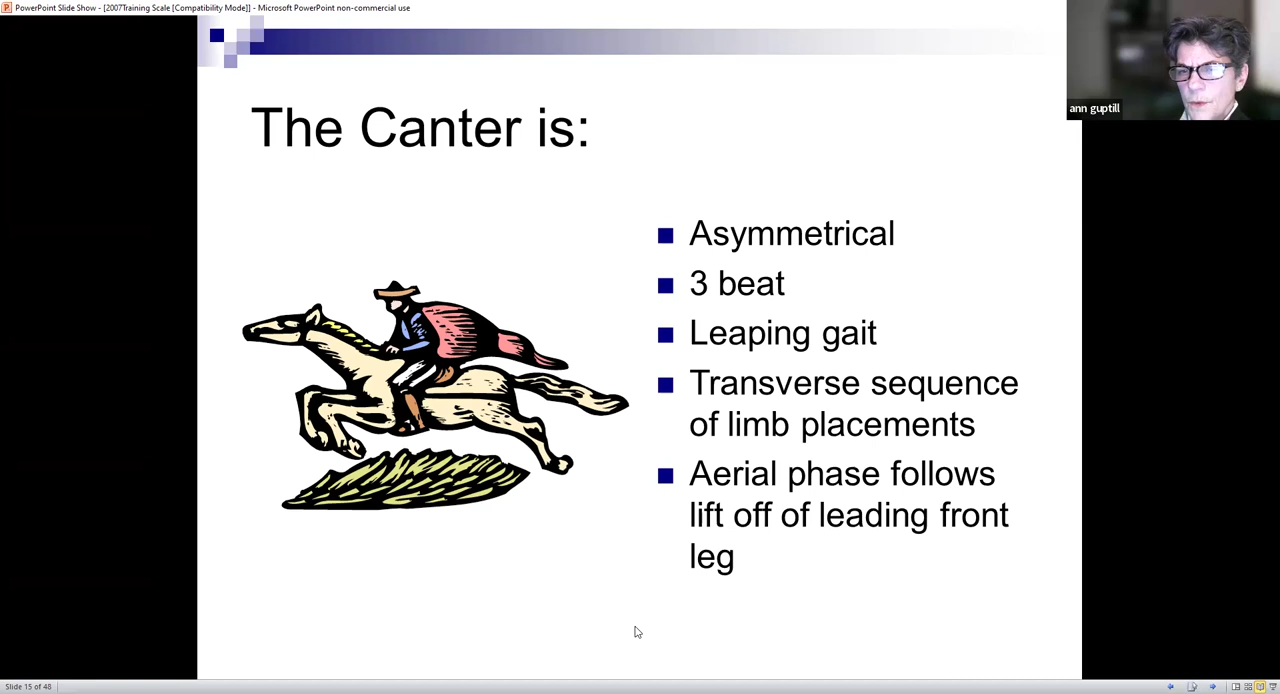 PowerPoint Slide Show - [2007Training Scale [Compatibility Mode]] - Microsoft PowerPoint non-commercial use
ann guptill
The Canter is:
Asymmetrical
3 beat
Leaping gait
Transverse sequence
of limb placements
Aerial phase follows
lift off of leading front
leg
Slide 15 of 48